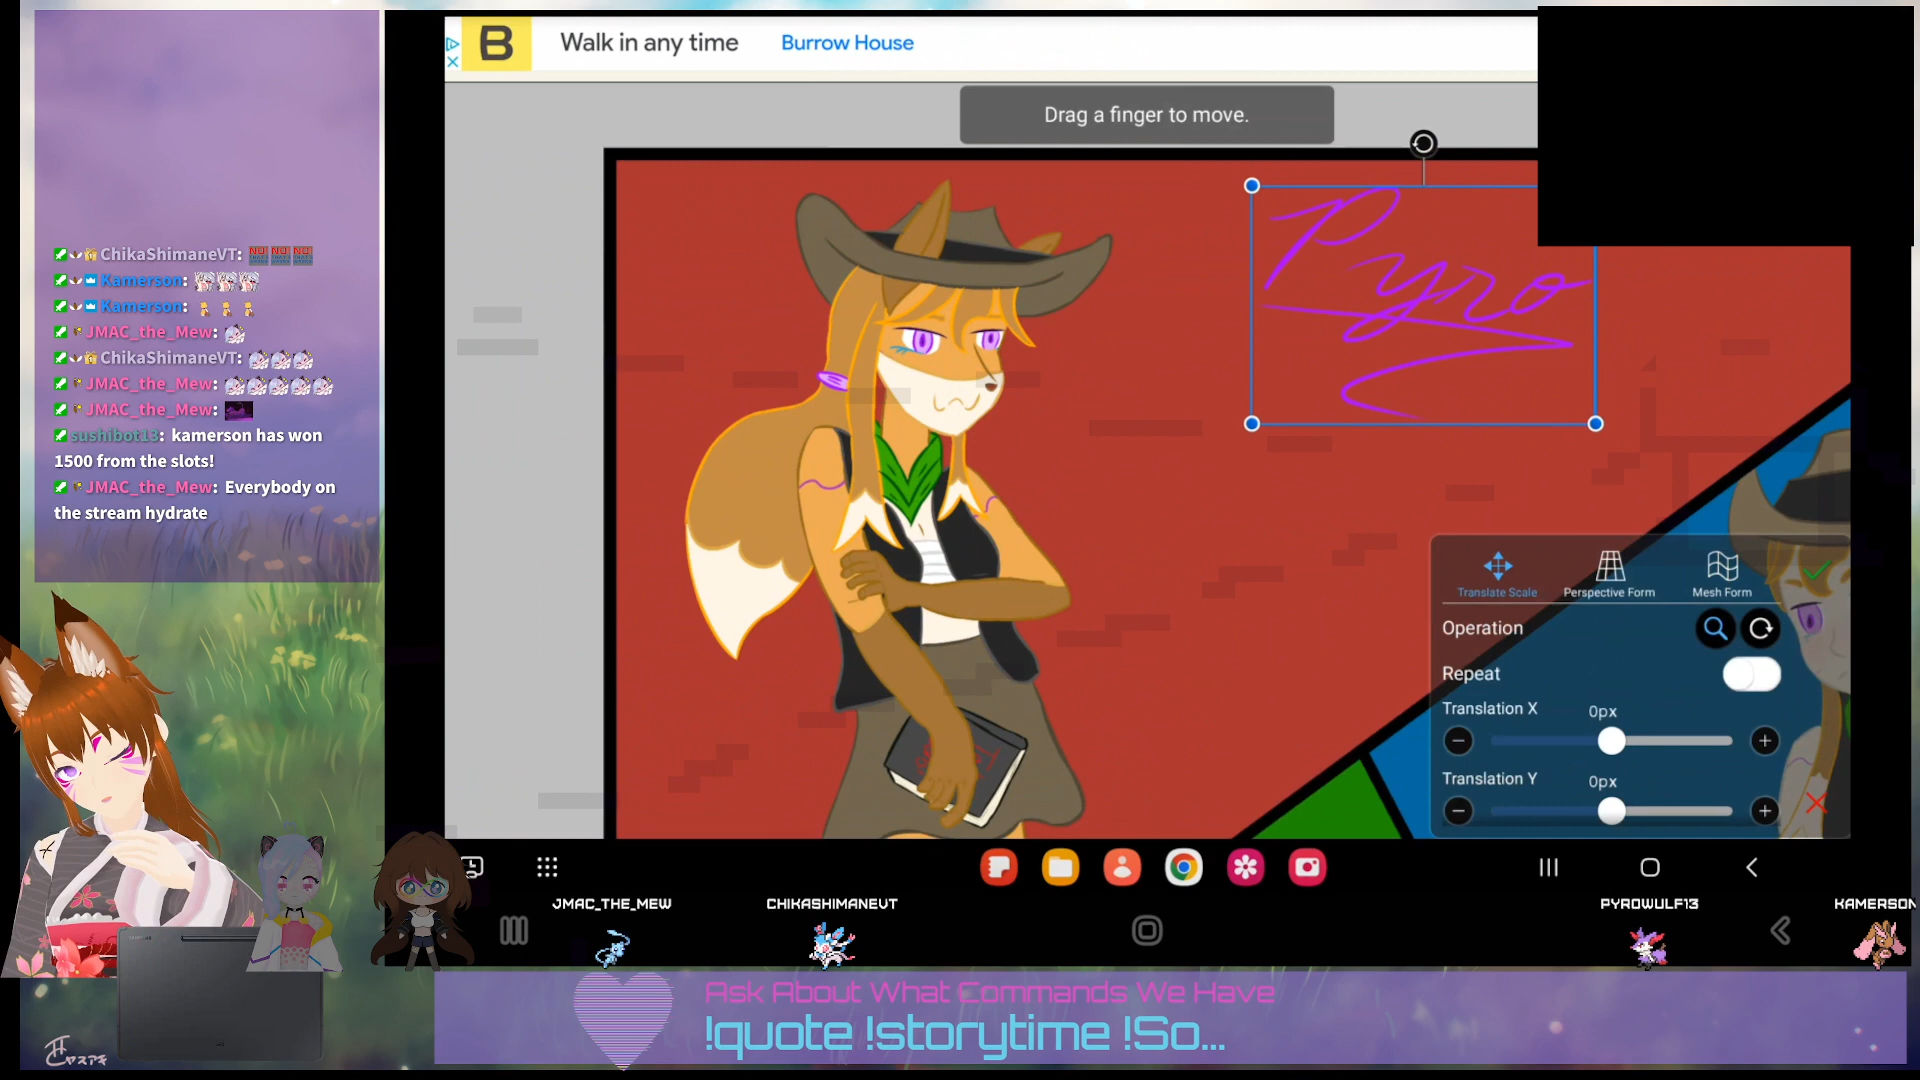 B Walk in any time Burrow House
Drag a finger to move.
Pyro
ChikaShimaneVT:
Kamerson:
Kamerson:
JMAC_the_Mew:
ChikaShimaneVT:
JMAC_the_Mew:
JMAC_the_Mew:
sushibot13: kamerson has won
1500 from the slots!
JMAC_the_Mew: Everybody on
the stream hydrate
Translate Scale Perspective Form Mesh Form
Operation
Repeat
Translation X 0px
Translation Y 0px
JMAC_THE_MEW CHIKASHIMANEVT PYROWULF13 KAMERSON
Ask About What Commands We Have
!quote !storytime !So...